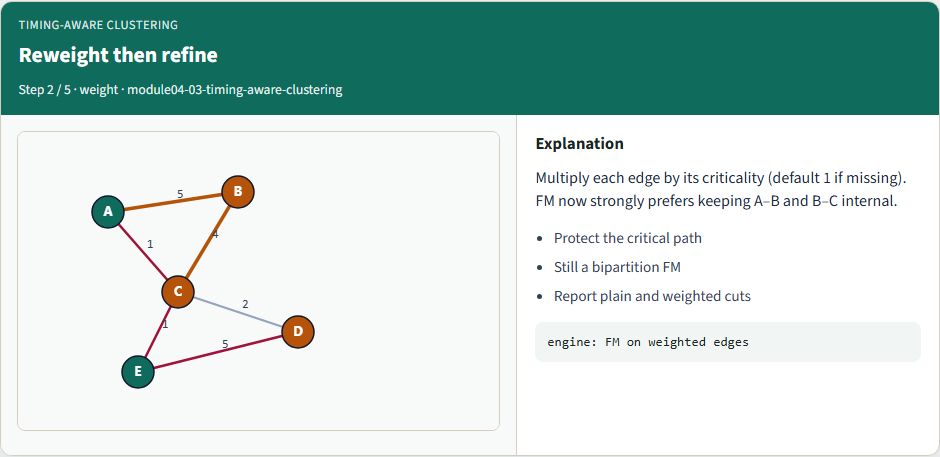 TIMING-AWARE CLUSTERING
Reweight then refine
Step 2 / 5 · weight · module04-03-timing-aware-clustering
5
B
A
4
1
C
2
1
D
5
E
Explanation
Multiply each edge by its criticality (default 1 if missing).
FM now strongly prefers keeping A–B and B–C internal.
• Protect the critical path
• Still a bipartition FM
• Report plain and weighted cuts
engine: FM on weighted edges